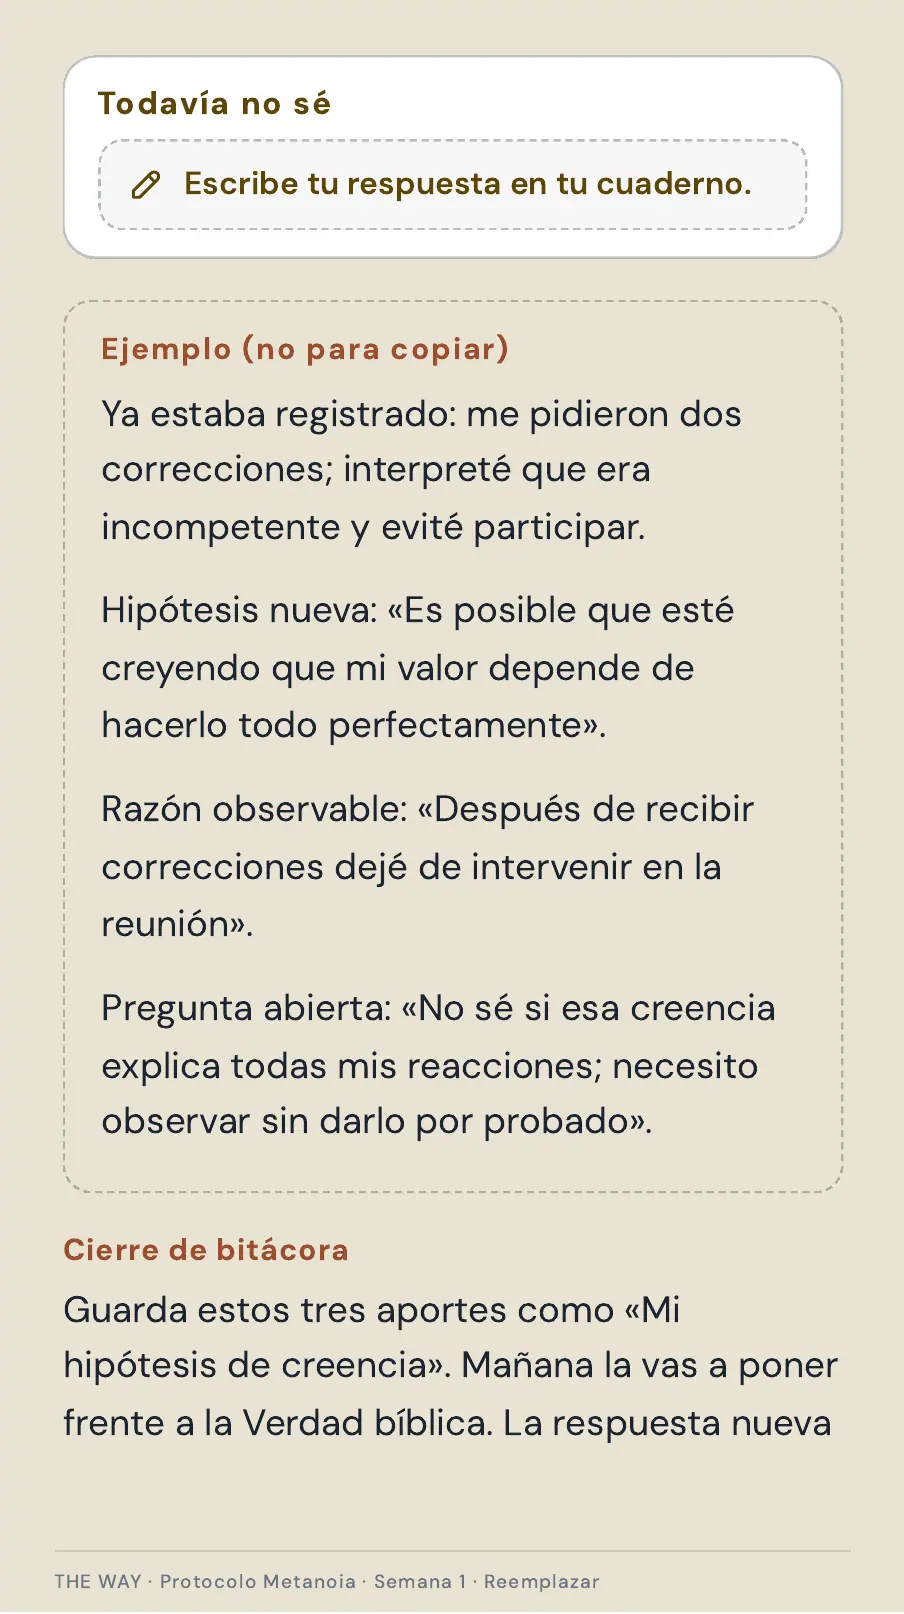 Todavía no sé
Escribe tu respuesta en tu cuaderno.
Ejemplo (no para copiar)
Ya estaba registrado: me pidieron dos
correcciones; interpreté que era
incompetente y evité participar.
Hipótesis nueva: «Es posible que esté
creyendo que mi valor depende de
hacerlo todo perfectamente».
Razón observable: «Después de recibir
correcciones dejé de intervenir en la
reunión».
Pregunta abierta: «No sé si esa creencia
explica todas mis reacciones; necesito
observar sin darlo por probado».
Cierre de bitácora
Guarda estos tres aportes como «Mi
hipótesis de creencia». Mañana la vas a poner
frente a la Verdad bíblica. La respuesta nueva
THE WAY · Protocolo Metanoia · Semana 1 · Reemplazar